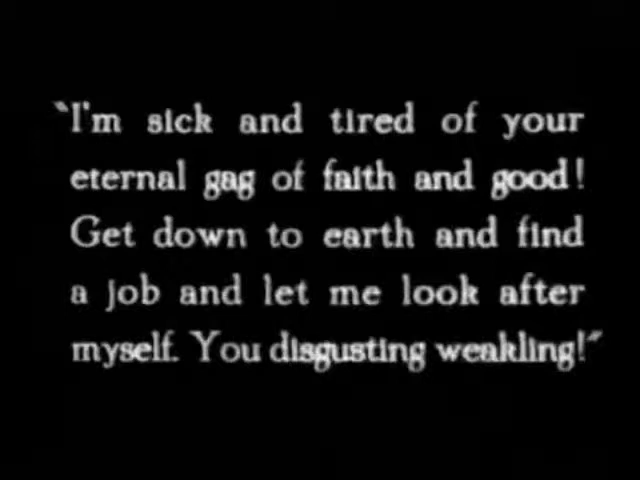 "I'm sick and tired of your
eternal gag of faith and good!
Get down to earth and find
a job and let me look after
myself. You disgusting weakling!"